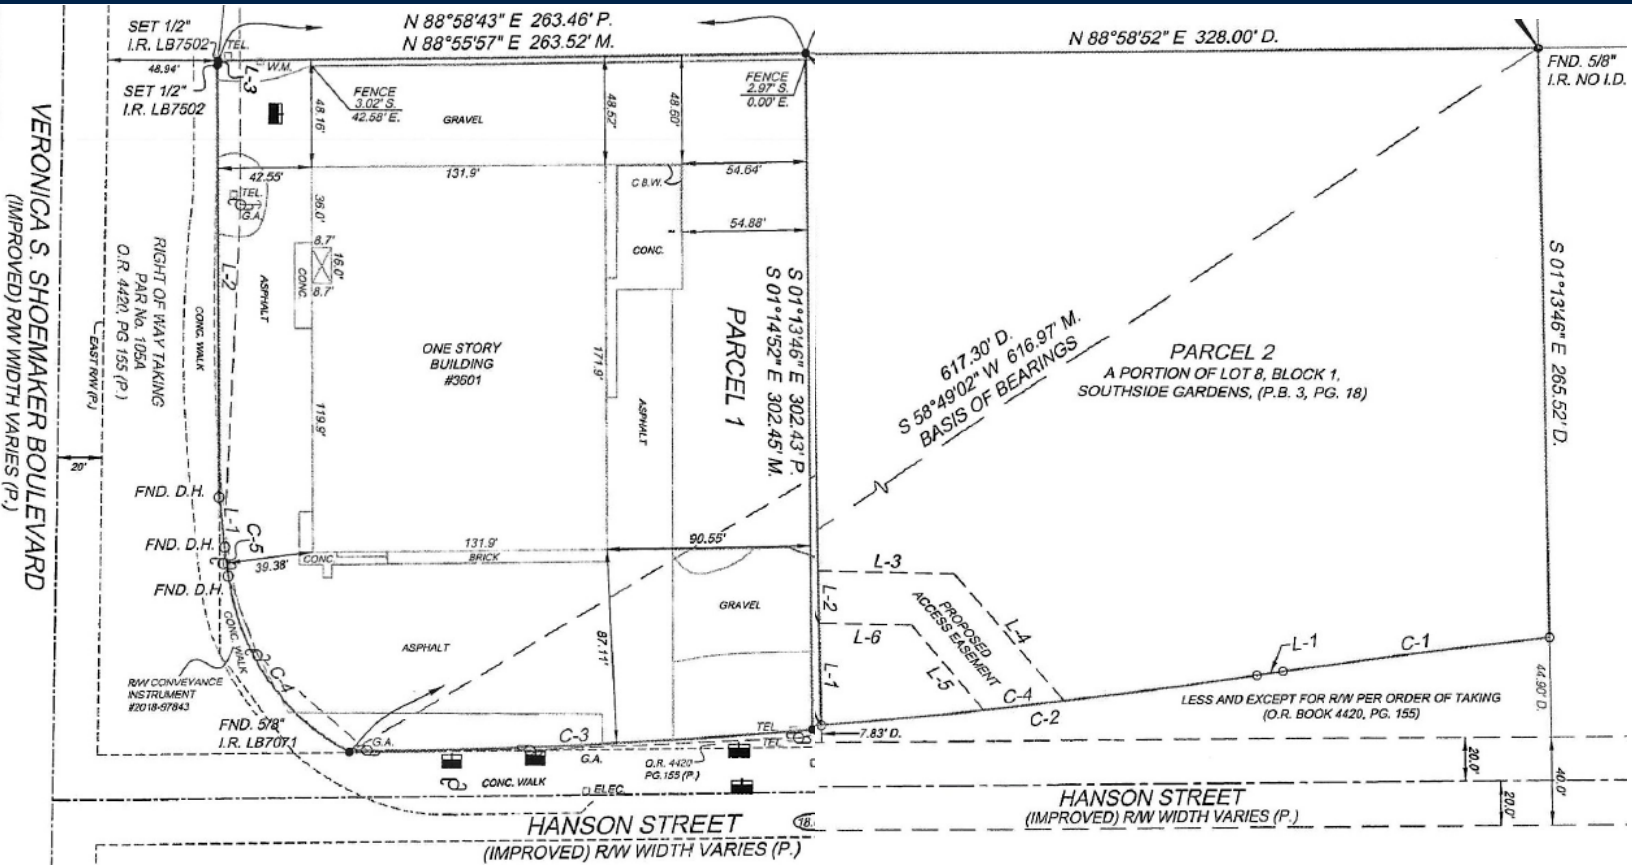 SET 1/2"
I.R. LB7502
TEL.
N 88°58'43" E 263.46' P.
N 88°55'57" E 263.52' M.
N 88°58'52" E 328.00' D.
FND. 5/8"
I.R. NO I.D.
48.94'
W.M.
L-3
SET 1/2"
I.R. LB7502
FENCE
3.02' S.
42.58' E.
48.16'
GRAVEL
48.52'
48.60'
FENCE
2.97' S.
0.00' E.
42.55'
131.9'
54.64'
C.B.W.
TEL.
G.A.
36.0'
54.88'
8.7'
16.0'
8.7'
CONC.
CONC.
VERONICA S. SHOEMAKER BOULEVARD
(IMPROVED) R/W WIDTH VARIES (P.)
RIGHT OF WAY TAKING
PAR No. 105A
O.R. 4420, PG 155 (P.)
EAST R/W (P.)
CONC. WALK
L-2
ASPHALT
ONE STORY
BUILDING
#3601
171.9'
119.9'
ASPHALT
PARCEL 1
S 01°13'46" E 302.43' P.
S 01°14'52" E 302.45' M.
617.30' D.
S 58°49'02" W 616.97' M.
BASIS OF BEARINGS
PARCEL 2
A PORTION OF LOT 8, BLOCK 1,
SOUTHSIDE GARDENS, (P.B. 3, PG. 18)
S 01°13'46" E 265.52' D.
20'
FND. D.H.
L-1
FND. D.H.
C-5
39.38'
CONC.
131.9'
BRICK
90.55'
FND. D.H.
CONC. WALK
GRAVEL
L-3
L-2
L-6
L-4
PROPOSED
ACCESS EASEMENT
L-5
L-1
L-1
C-1
ASPHALT
87.11'
C-4
R/W CONVEYANCE
INSTRUMENT
#2018-97843
C-4
C-2
LESS AND EXCEPT FOR R/W PER ORDER OF TAKING
(O.R. BOOK 4420, PG. 155)
44.90' D.
FND. 5/8"
I.R. LB7071
G.A.
C-3
G.A.
TEL.
TEL.
7.83' D.
O.R. 4420
PG.155 (P.)
CONC. WALK
ELEC.
20.0'
40.0'
20.0'
HANSON STREET
(IMPROVED) R/W WIDTH VARIES (P.)
HANSON STREET
(IMPROVED) R/W WIDTH VARIES (P.)